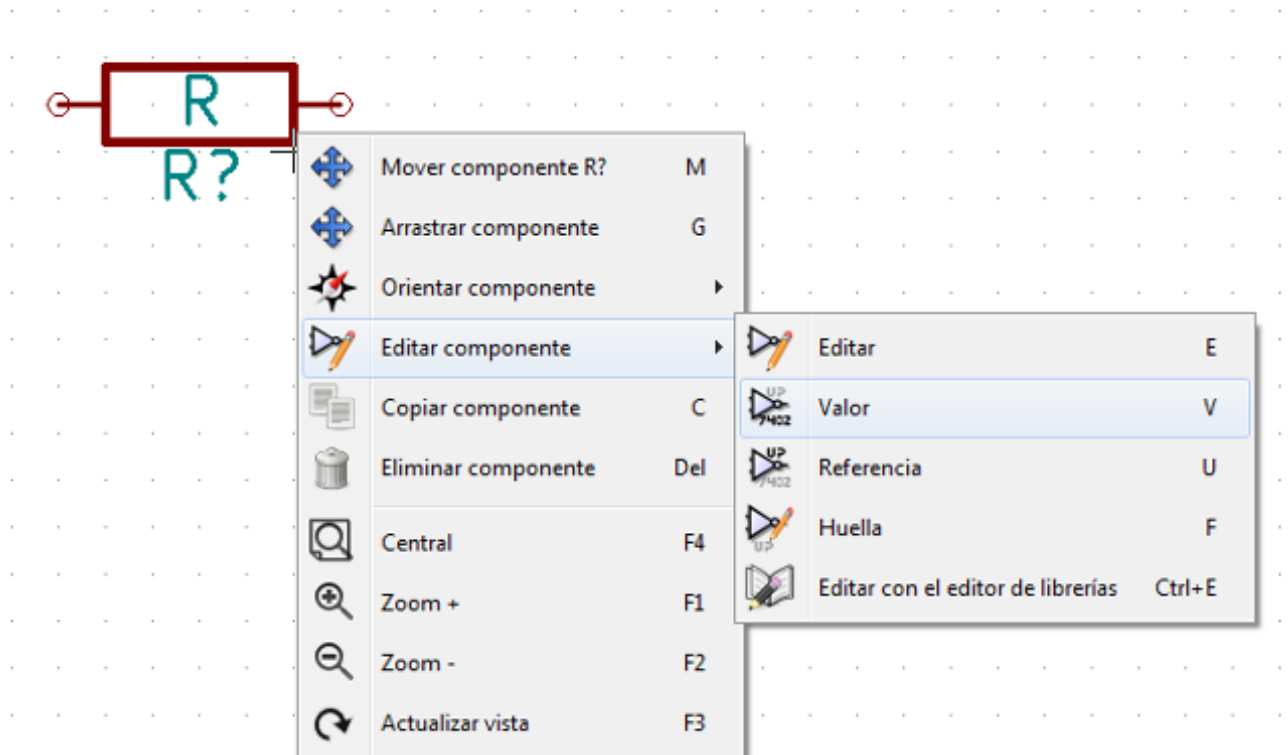 R
R?
Mover componente R? M
Arrastrar componente G
Orientar componente
Editar componente
Copiar componente C
Eliminar componente Del
Central F4
Zoom + F1
Zoom - F2
Actualizar vista F3
Editar E
Valor V
Referencia U
Huella F
Editar con el editor de librerías Ctrl+E